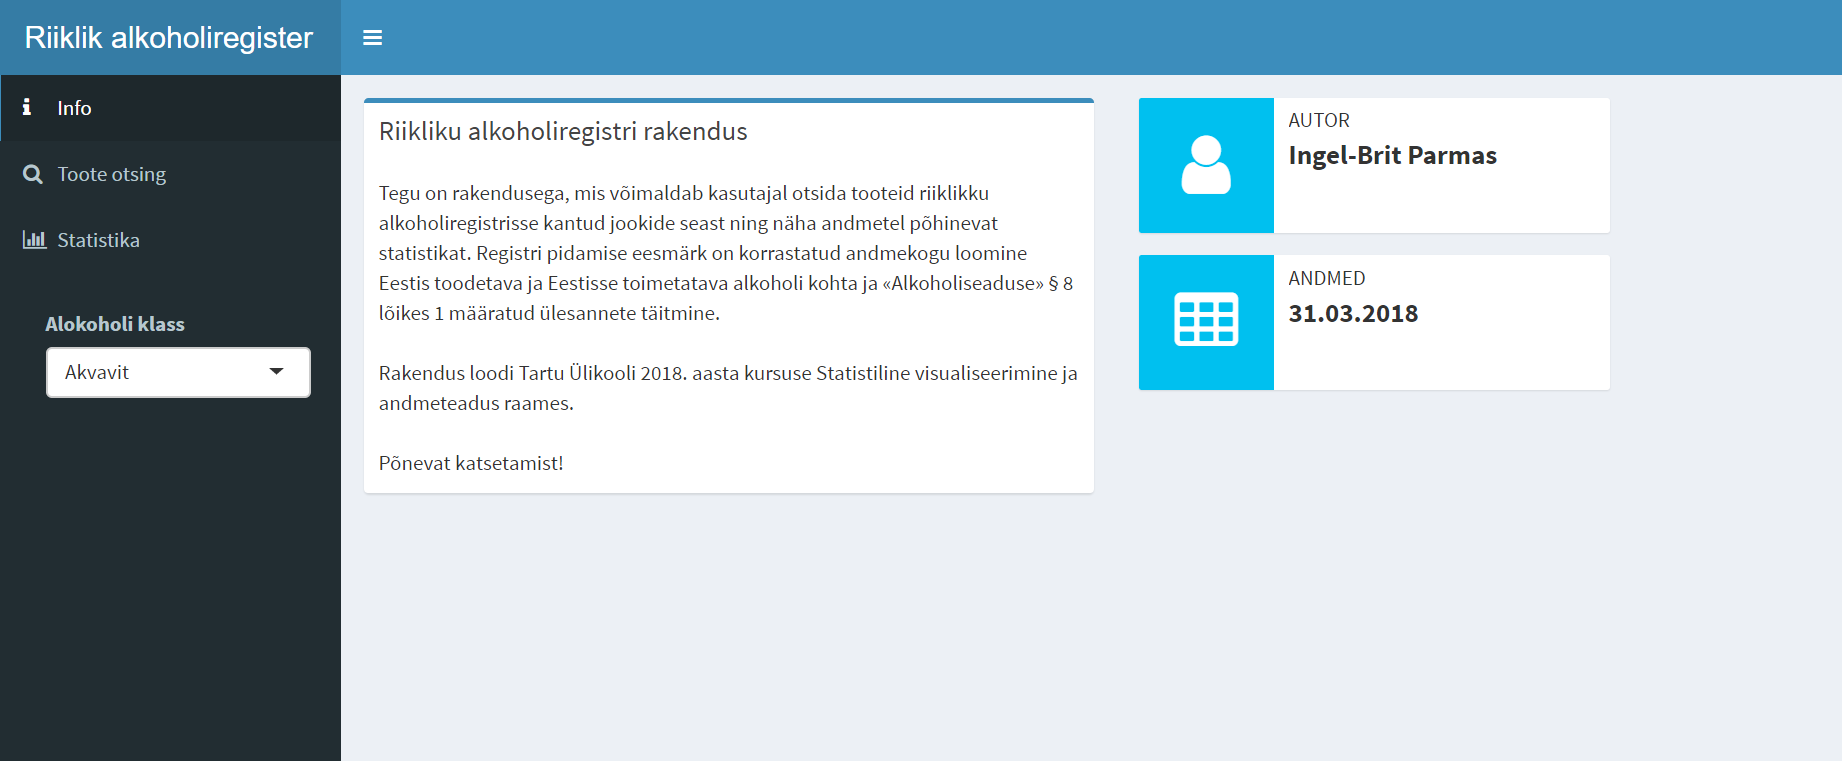 Riiklik alkoholiregister
Info
Toote otsing
Statistika
Alokoholi klass
Akvavit
Riikliku alkoholiregistri rakendus
Tegu on rakendusega, mis võimaldab kasutajal otsida tooteid riiklikku
alkoholiregistrisse kantud jookide seast ning näha andmetel põhinevat
statistikat. Registri pidamise eesmärk on korrastatud andmekogu loomine
Eestis toodetava ja Eestisse toimetatava alkoholi kohta ja «Alkoholiseaduse» § 8
lõikes 1 määratud ülesannete täitmine.
Rakendus loodi Tartu Ülikooli 2018. aasta kursuse Statistiline visualiseerimine ja
andmeteadus raames.
Põnevat katsetamist!
AUTOR
Ingel-Brit Parmas
ANDMED
31.03.2018